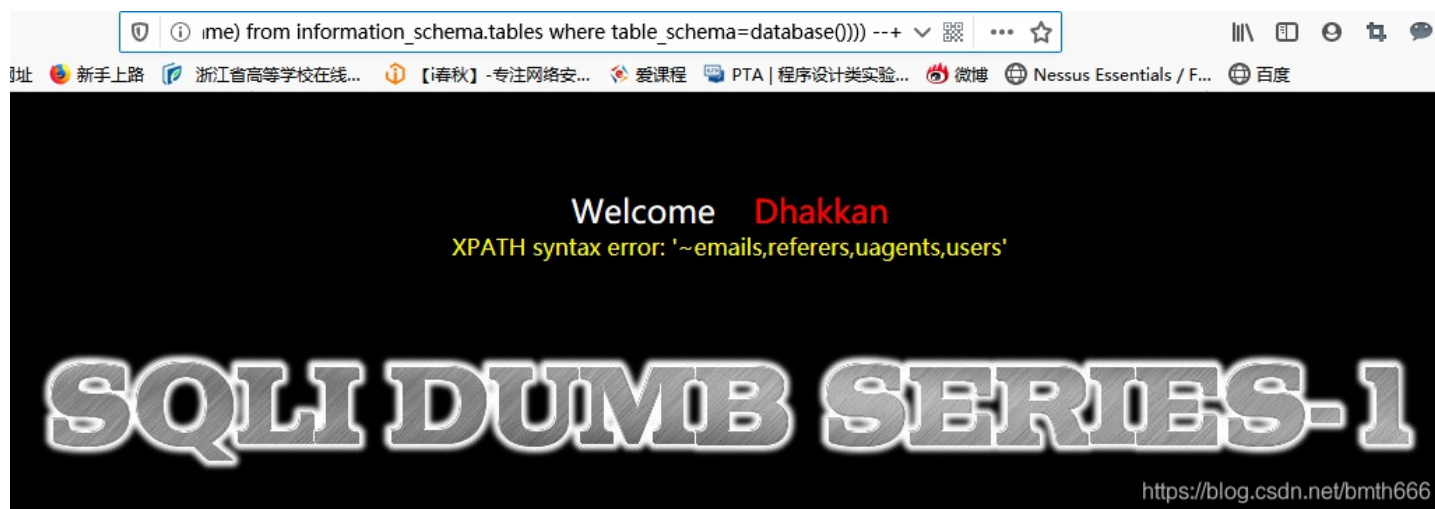 ime) from information_schema.tables where table_schema=database()))) --+
新手上路 浙江省高等学校在线... 【i春秋】-专注网络安... 爱课程 PTA | 程序设计类实验... 微博 Nessus Essentials / F... 百度
Welcome Dhakkan
XPATH syntax error: '~emails,referers,uagents,users'
SQLI DUMB SERIES-1
https://blog.csdn.net/bmth666